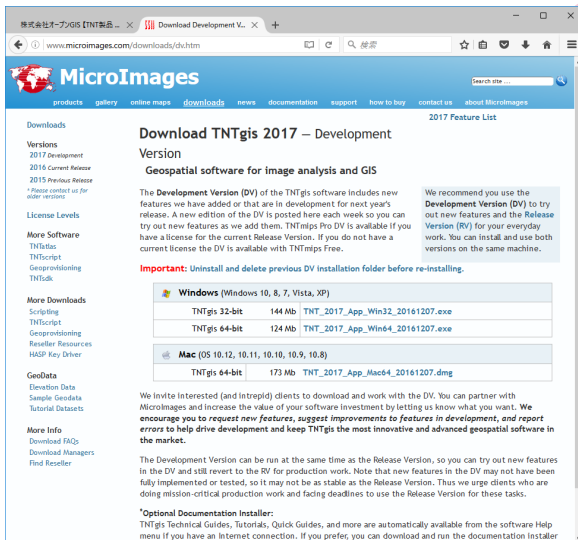 株式会社オープンGIS【TNT製品 ...
Download Development V...
www.microimages.com/downloads/dv.htm
検索
MicroImages
Search site ...
products gallery online maps downloads news documentation support how to buy contact us about MicroImages
2017 Feature List
Downloads
Versions
2017 Development
2016 Current Release
2015 Previous Release
* Please contact us for
older versions
License Levels
More Software
TNTatlas
TNTscript
Geoprovisioning
TNTsdk
More Downloads
Scripting
TNTscript
Geoprovisioning
Reseller Resources
HASP Key Driver
GeoData
Elevation Data
Sample Geodata
Tutorial Datasets
More Info
Download FAQs
Download Managers
Find Reseller
Download TNTgis 2017 — Development
Version
Geospatial software for image analysis and GIS
The Development Version (DV) of the TNTgis software includes new
features we have added or that are in development for next year's
release. A new edition of the DV is posted here each week so you can
try out new features as we add them. TNTmips Pro DV is available if you
have a license for the current Release Version. If you do not have a
current license the DV is available with TNTmips Free.
We recommend you use the
Development Version (DV) to try
out new features and the Release
Version (RV) for your everyday
work. You can install and use both
versions on the same machine.
Important: Uninstall and delete previous DV installation folder before re-installing.
Windows (Windows 10, 8, 7, Vista, XP)
TNTgis 32-bit 144 Mb TNT_2017_App_Win32_20161207.exe
TNTgis 64-bit 124 Mb TNT_2017_App_Win64_20161207.exe
Mac (OS 10.12, 10.11, 10.10, 10.9, 10.8)
TNTgis 64-bit 173 Mb TNT_2017_App_Mac64_20161207.dmg
We invite interested (and intrepid) clients to download and work with the DV. You can partner with
MicroImages and increase the value of your software investment by letting us know what you want. We
encourage you to request new features, suggest improvements to features in development, and report
errors to help drive development and keep TNTgis the most innovative and advanced geospatial software in
the market.
The Development Version can be run at the same time as the Release Version, so you can try out new features
in the DV and still revert to the RV for production work. Note that new features in the DV may not have been
fully implemented or tested, so it may not be as stable as the Release Version. Thus we urge clients who are
doing mission-critical production work and facing deadlines to use the Release Version for these tasks.
*Optional Documentation Installer:
TNTgis Technical Guides, Tutorials, Quick Guides, and more are automatically available from the software Help
menu if you have an Internet connection. If you prefer, you can download and run the documentation installer